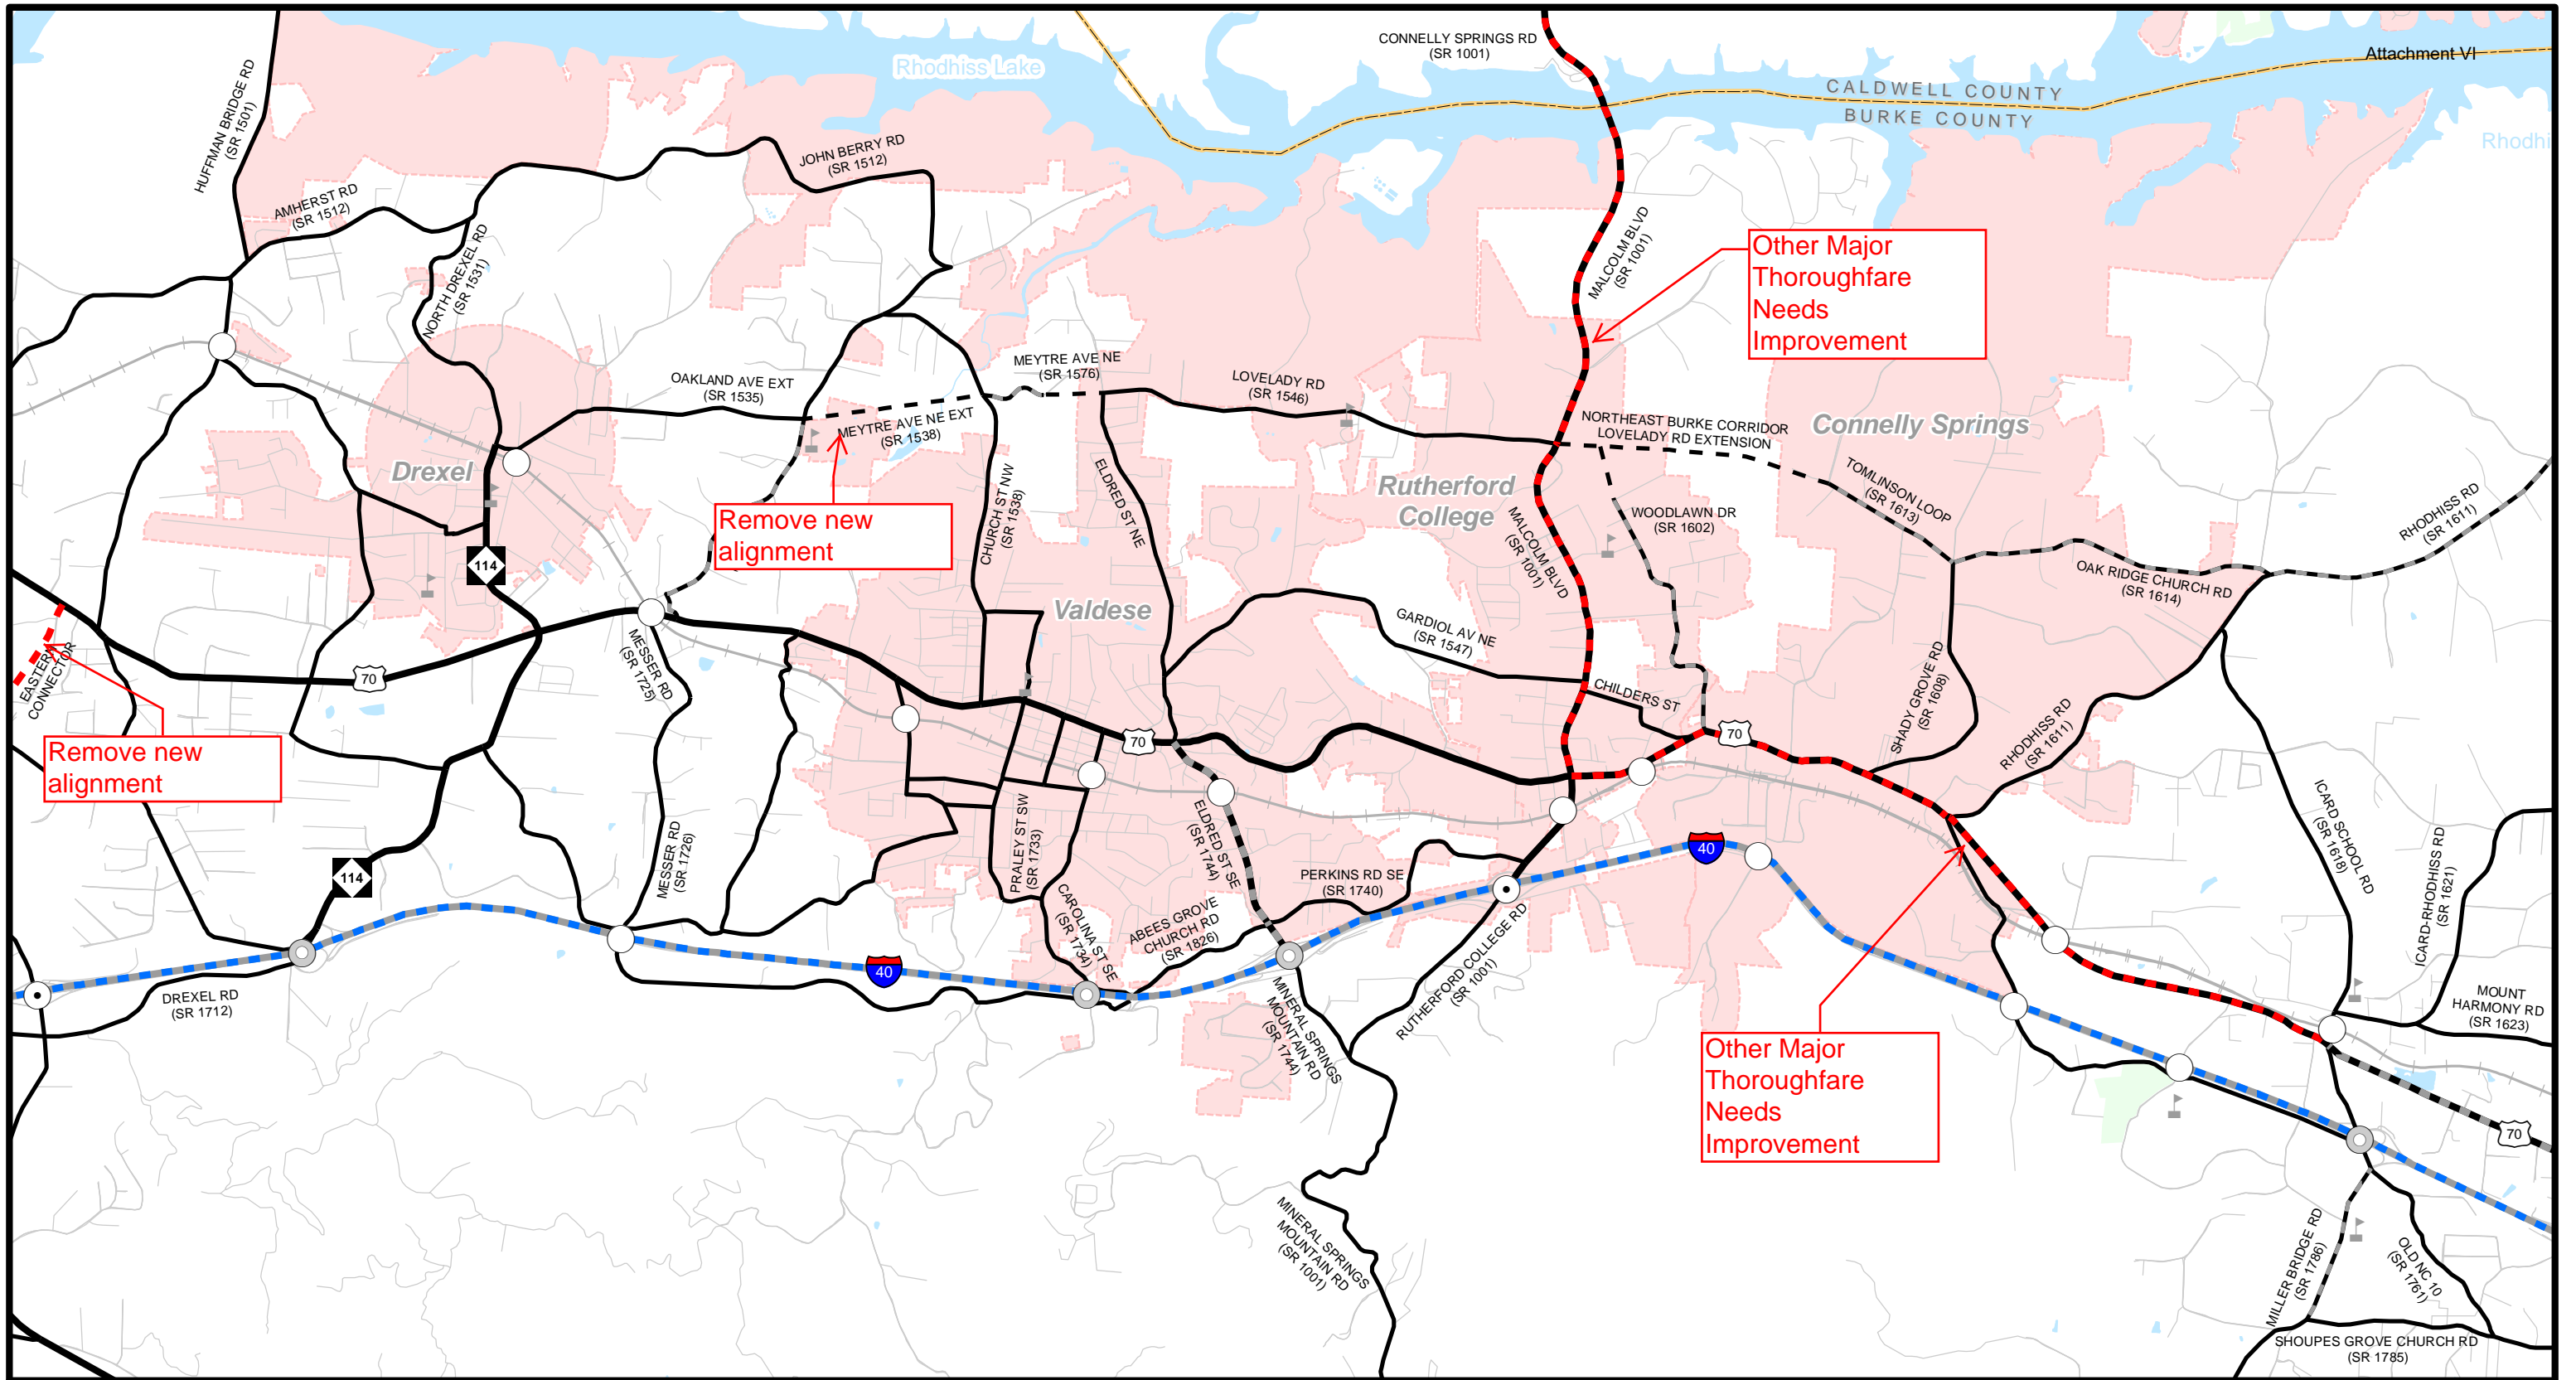 CONNELLY SPRINGS RD
(SR 1001)
Attachment VI
Rhodhiss Lake
CALDWELL COUNTY
BURKE COUNTY
Rhodhi
HUFFMAN BRIDGE RD
(SR 1501)
JOHN BERRY RD
(SR 1512)
AMHERST RD
(SR 1512)
NORTH DREXEL RD
(SR 1531)
MALCOLM BLVD
(SR 1001)
Other Major
Thoroughfare
Needs
Improvement
MEYTRE AVE NE
(SR 1576)
OAKLAND AVE EXT
(SR 1535)
LOVELADY RD
(SR 1546)
MEYTRE AVE NE EXT
(SR 1538)
NORTHEAST BURKE CORRIDOR
LOVELADY RD EXTENSION
Connelly Springs
Drexel
Rutherford
College
TOMLINSON LOOP
(SR 1613)
RHODHISS RD
(SR 1611)
Remove new
alignment
CHURCH ST NW
(SR 1538)
ELDRED ST NE
MALCOLM BLVD
(SR 1001)
WOODLAWN DR
(SR 1602)
114
OAK RIDGE CHURCH RD
(SR 1614)
Valdese
GARDIOL AV NE
(SR 1547)
EASTERN
CONNECTOR
70
MESSER RD
(SR 1725)
CHILDERS ST
SHADY GROVE RD
(SR 1608)
RHODHISS RD
(SR 1611)
70
70
Remove new
alignment
ICARD SCHOOL RD
(SR 1618)
ICARD-RHODHISS RD
(SR 1621)
PRALEY ST SW
(SR 1733)
ELDRED ST SE
(SR 1744)
MESSER RD
(SR 1726)
40
114
PERKINS RD SE
(SR 1740)
CAROLINA ST SE
(SR 1734)
ABEES GROVE
CHURCH RD
(SR 1826)
RUTHERFORD COLLEGE RD
(SR 1001)
40
DREXEL RD
(SR 1712)
MINERAL SPRINGS
MOUNTAIN RD
(SR 1744)
MOUNT
HARMONY RD
(SR 1623)
Other Major
Thoroughfare
Needs
Improvement
70
MINERAL SPRINGS
MOUNTAIN RD
(SR 1001)
MILLER BRIDGE RD
(SR 1786)
OLD NC 10
(SR 1761)
SHOUPES GROVE CHURCH RD
(SR 1785)